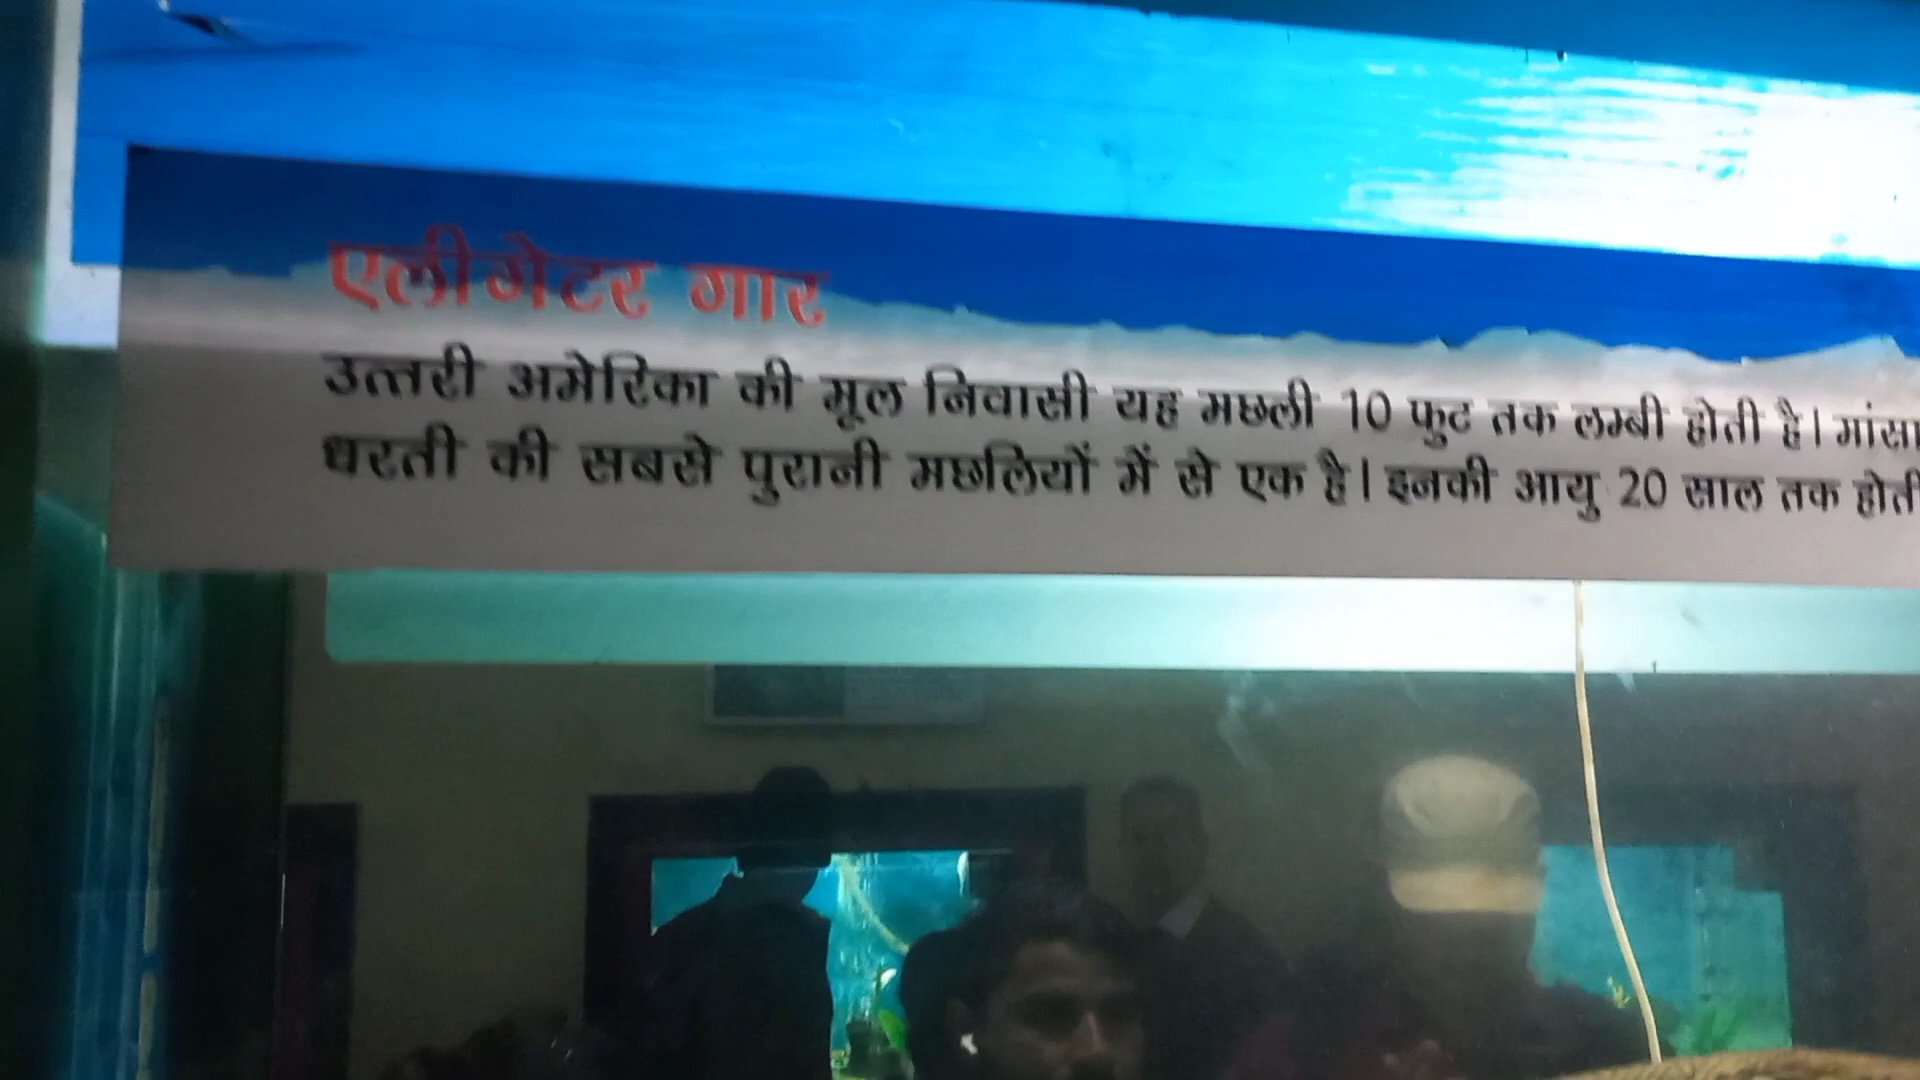 एलीगेटर गार
उत्तरी अमेरिका की मूल निवासी यह मछली 10 फुट तक लम्बी होती है। मांसा
धरती की सबसे पुरानी मछलियों में से एक है। इनकी आयु 20 साल तक होती